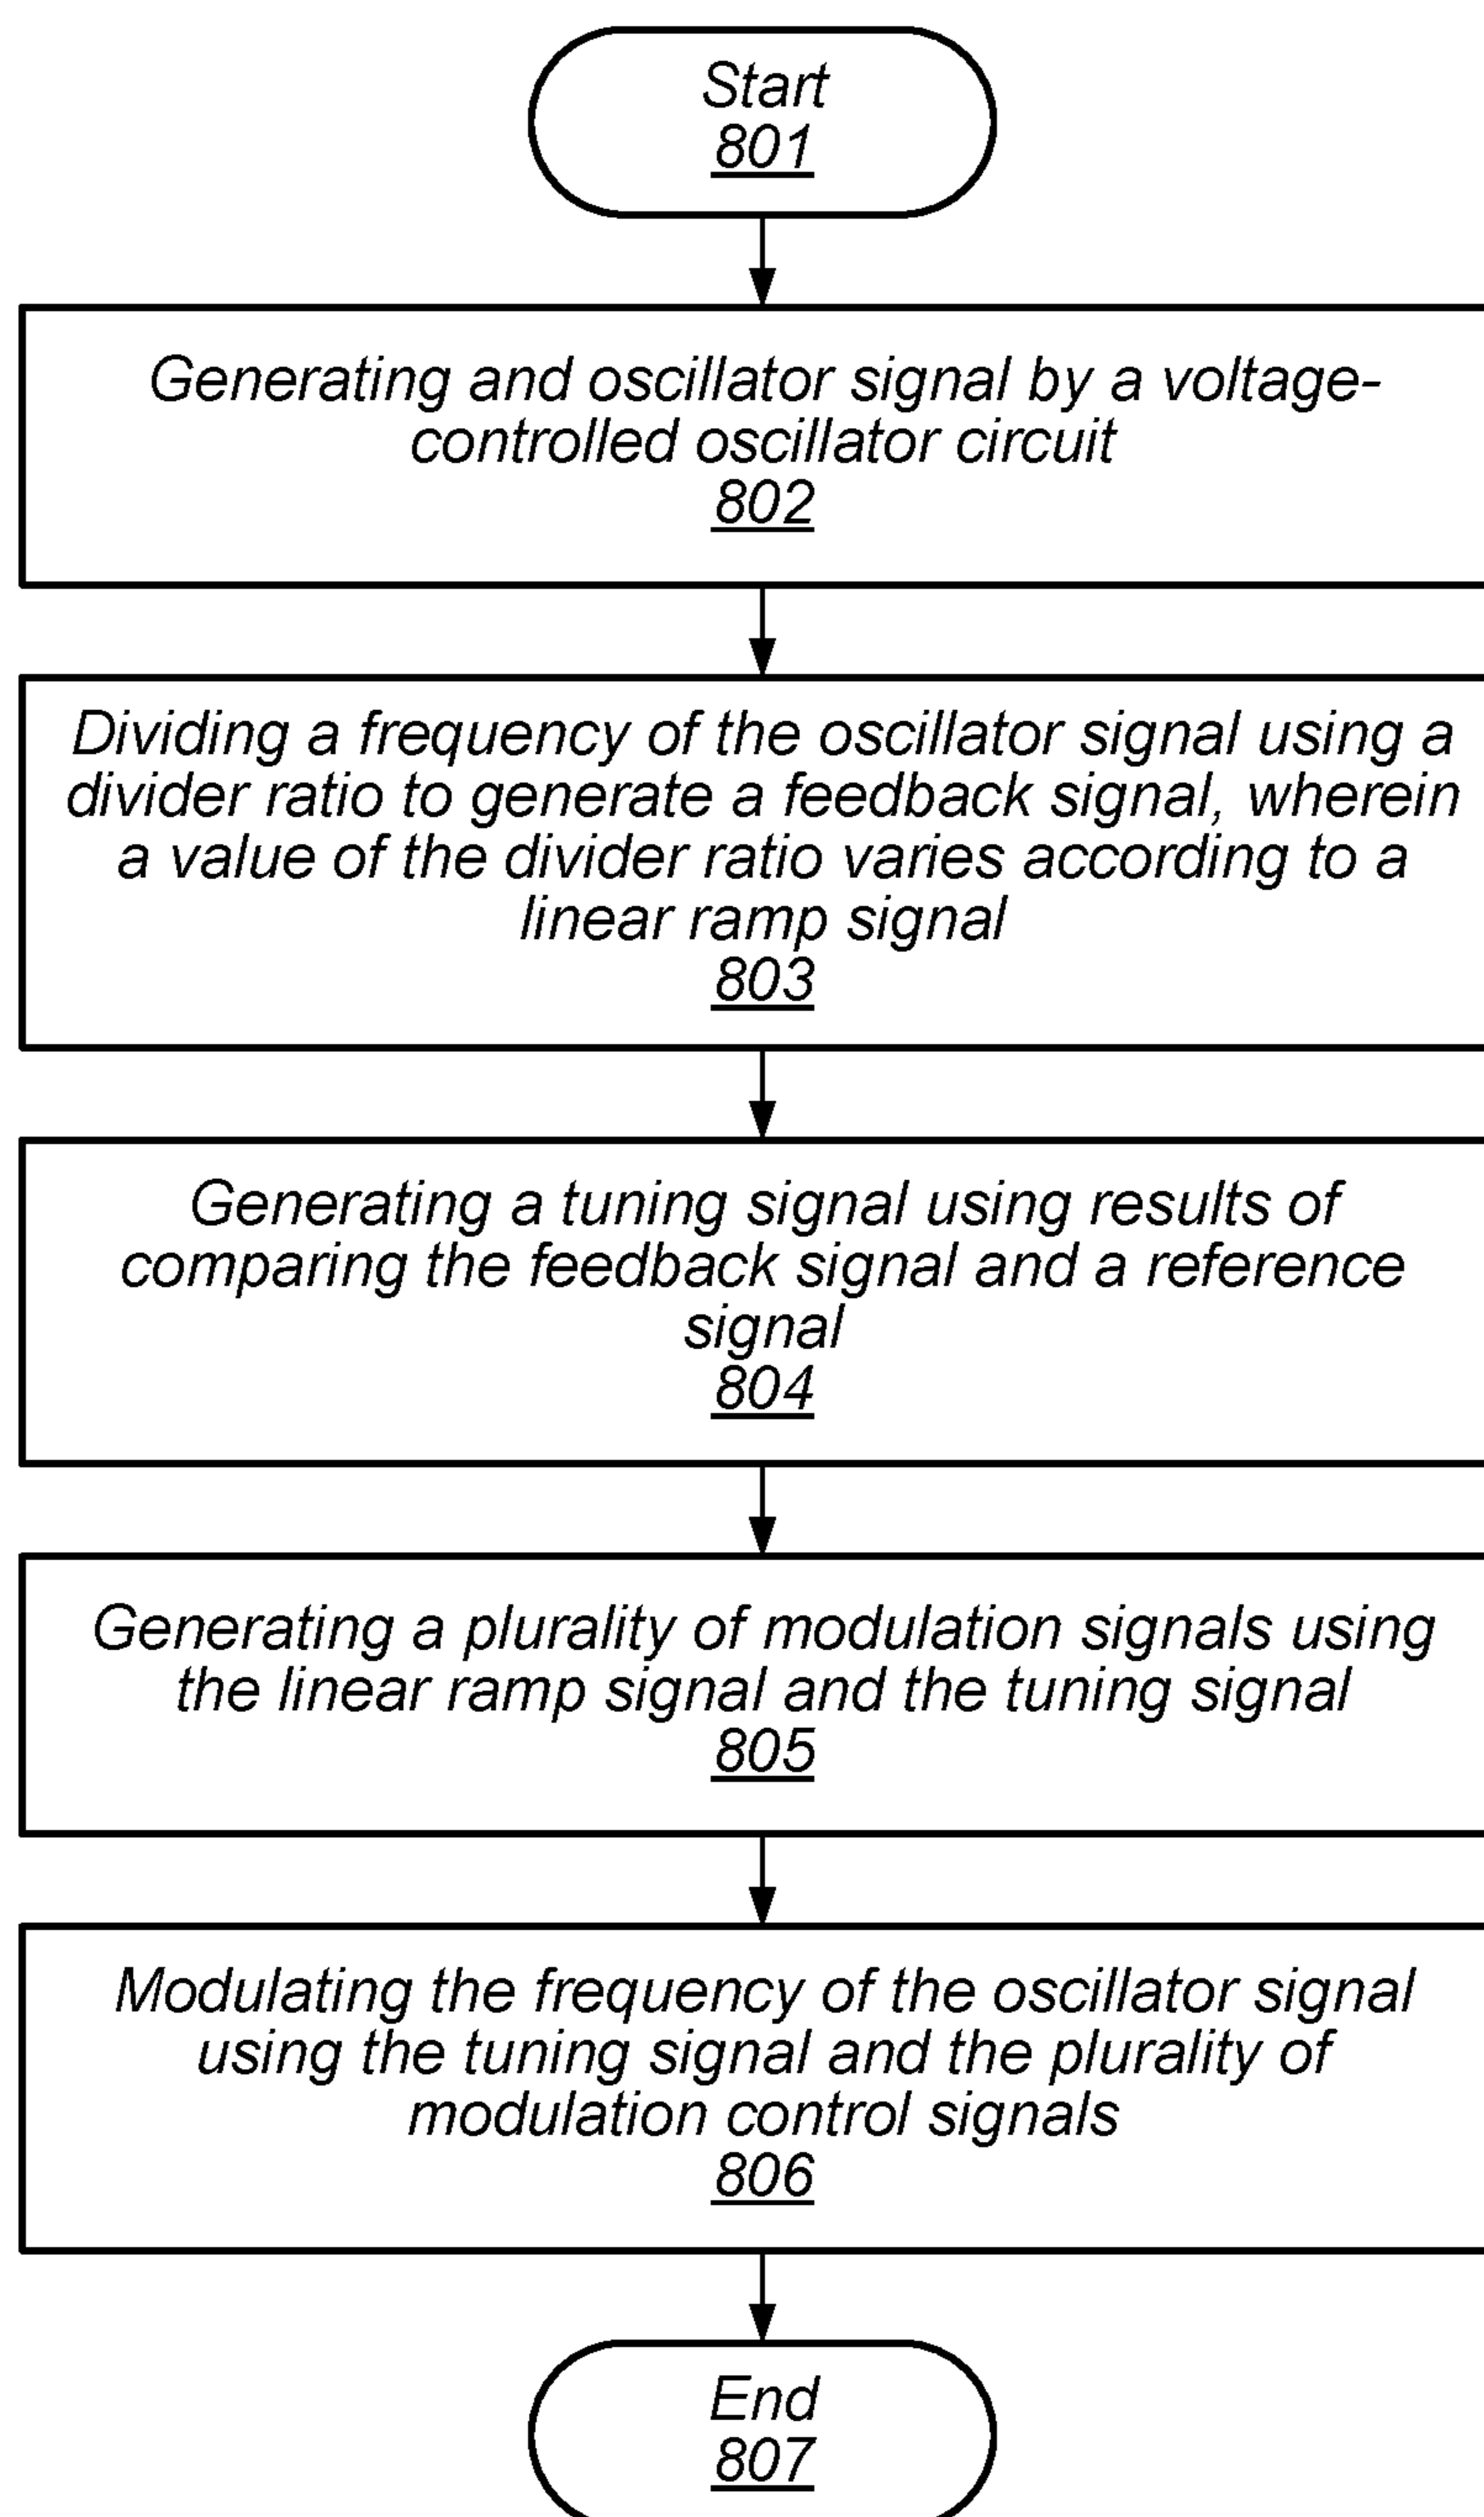 Start
801
Generating and oscillator signal by a voltage-
controlled oscillator circuit
802
Dividing a frequency of the oscillator signal using a
divider ratio to generate a feedback signal, wherein
a value of the divider ratio varies according to a
linear ramp signal
803
Generating a tuning signal using results of
comparing the feedback signal and a reference
signal
804
Generating a plurality of modulation signals using
the linear ramp signal and the tuning signal
805
Modulating the frequency of the oscillator signal
using the tuning signal and the plurality of
modulation control signals
806
End
807